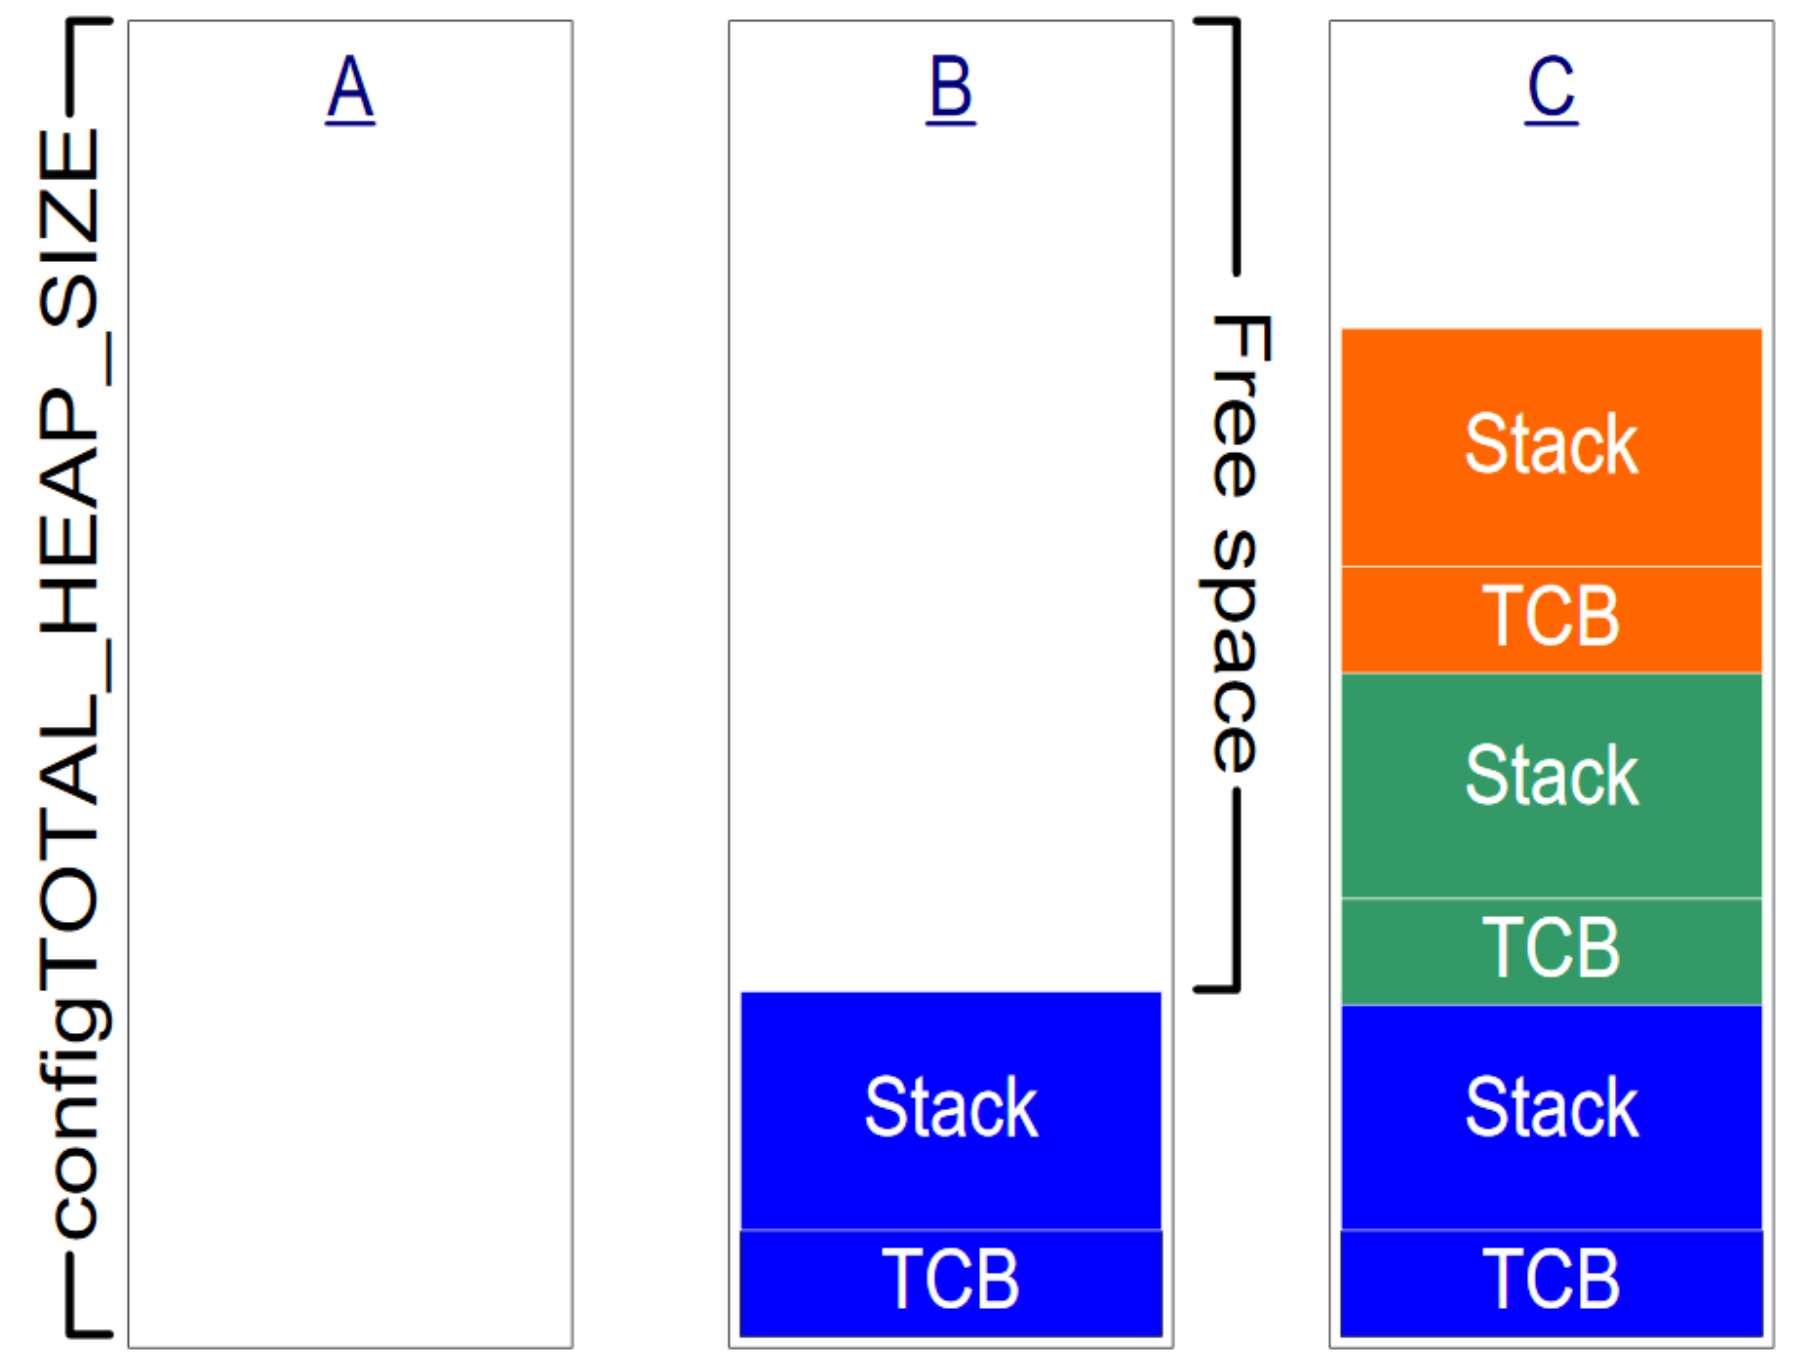 configTOTAL_HEAP_SIZE
A
B
Stack
TCB
Free space
C
Stack
TCB
Stack
TCB
Stack
TCB